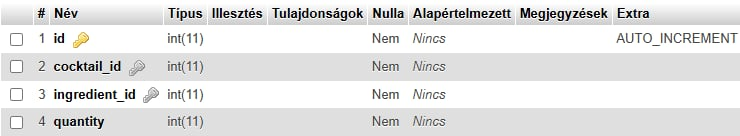 # Név Típus Illesztés Tulajdonságok Nulla Alapértelmezett Megjegyzések Extra
1 id int(11) Nem Nincs AUTO_INCREMENT
2 cocktail_id int(11) Nem Nincs
3 ingredient_id int(11) Nem Nincs
4 quantity int(11) Nem Nincs